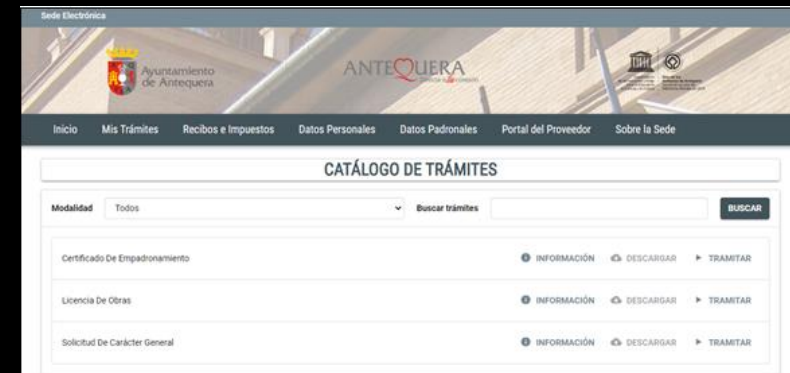 Sede Electrónica
Ayuntamiento
de Antequera
ANTEQUERA
Inicio Mis Trámites Recibos e Impuestos Datos Personales Datos Padronales Portal del Proveedor Sobre la Sede
CATÁLOGO DE TRÁMITES
Modalidad Todos Buscar trámites BUSCAR
Certificado De Empadronamiento INFORMACIÓN DESCARGAR TRAMITAR
Licencia De Obras INFORMACIÓN DESCARGAR TRAMITAR
Solicitud De Carácter General INFORMACIÓN DESCARGAR TRAMITAR